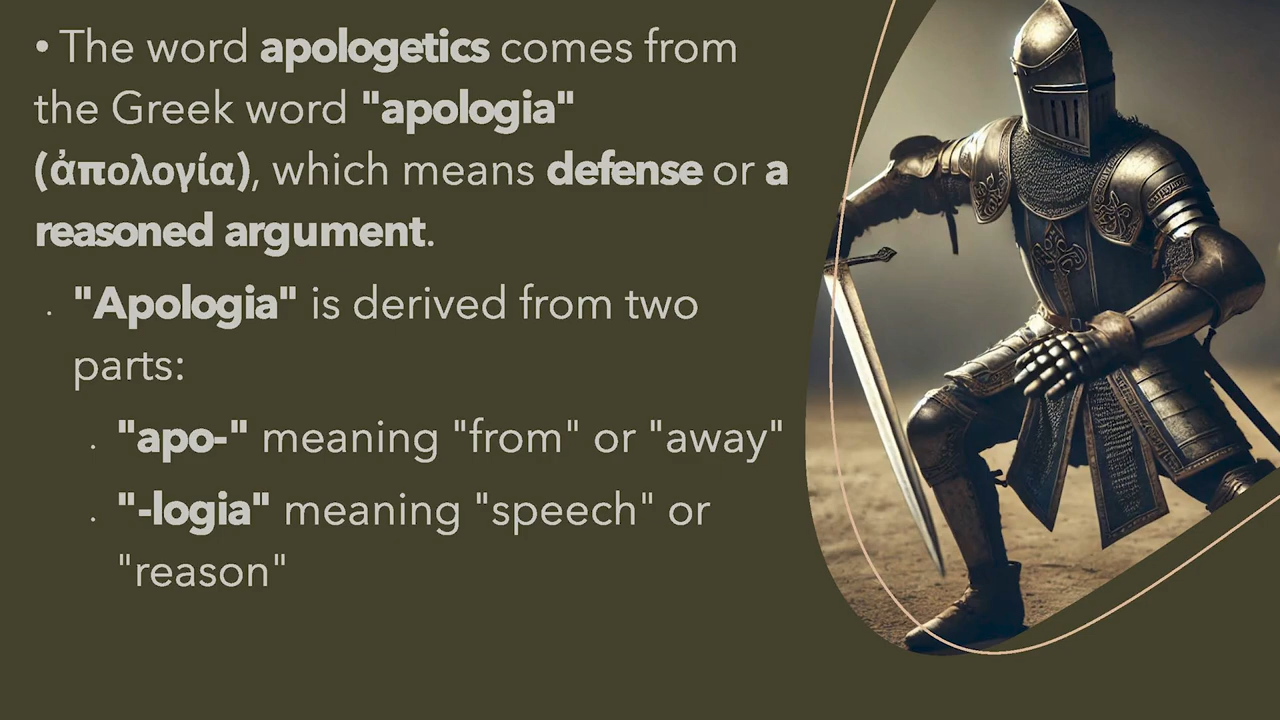 • The word apologetics comes from
the Greek word "apologia"
(ἀπολογία), which means defense or a
reasoned argument.
. "Apologia" is derived from two
parts:
. "apo-" meaning "from" or "away"
. "-logia" meaning "speech" or
"reason"